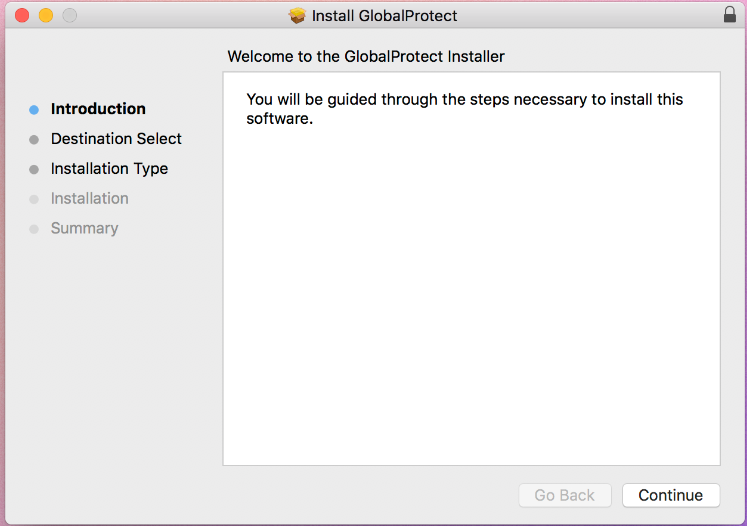 Install GlobalProtect
Welcome to the GlobalProtect Installer
Introduction
Destination Select
Installation Type
Installation
Summary
You will be guided through the steps necessary to install this
software.
Go Back
Continue